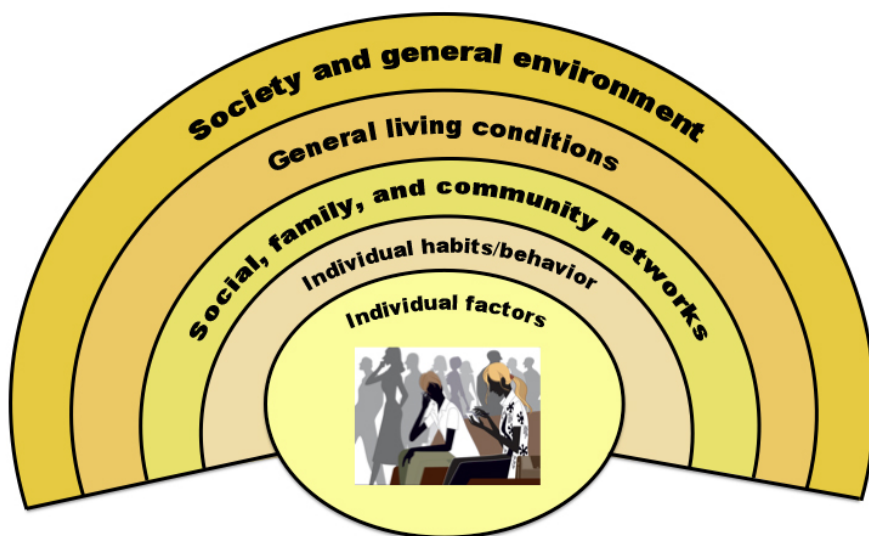 Society and general environment
General living conditions
Social, family, and community networks
Individual habits/behavior
Individual factors